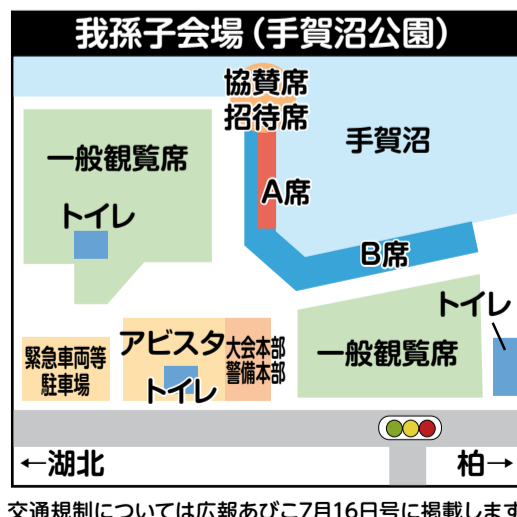 我孫子会場（手賀沼公園）
協賛席
招待席
手賀沼
一般観覧席
A席
トイレ
B席
トイレ
アビスタ
大会本部
警備本部
一般観覧席
緊急車両等
駐車場
トイレ
←湖北
柏→
交通規制については広報あびこ7月16日号に掲載します